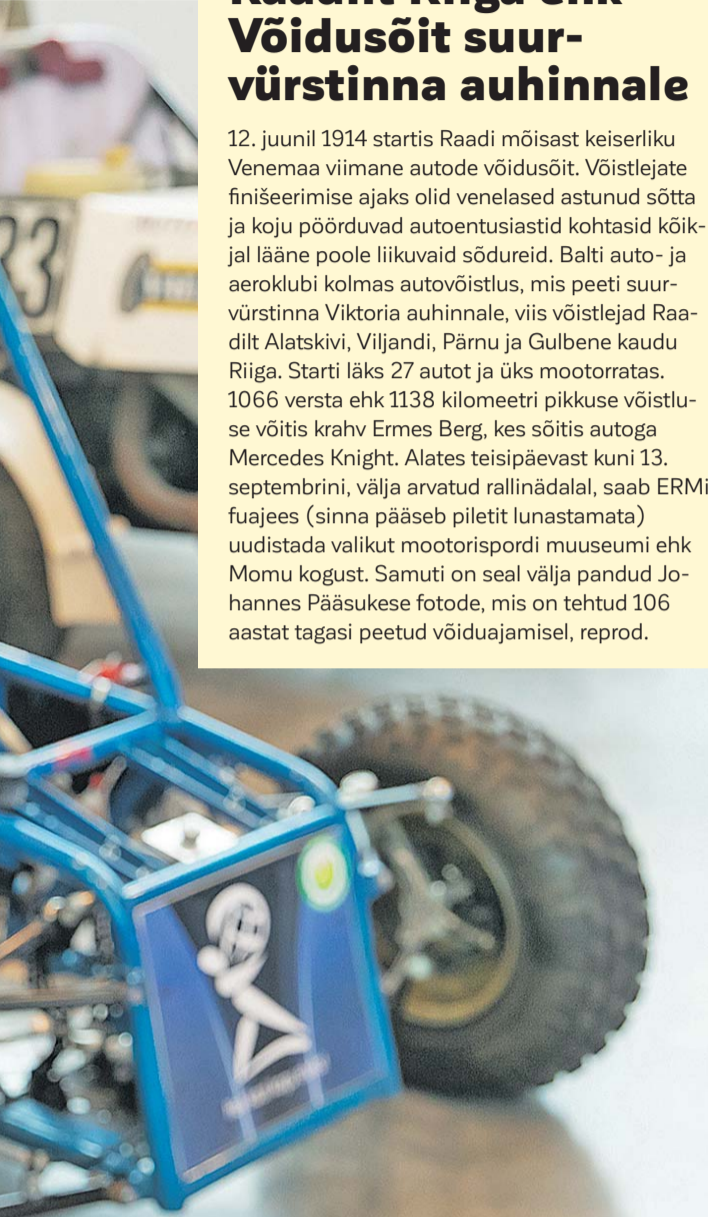 Raadilt Riiga ehk
Võidusõit suur-
vürstinna auhinnale
12. juunil 1914 startis Raadi mõisast keiserliku
Venemaa viimane autode võidusõit. Võistlejate
finišeerimise ajaks olid venelased astunud sõtta
ja koju pöörduvad autoentusiastid kohtasid kõik-
jal lääne poole liikuvaid sõdureid. Balti auto- ja
aeroklubi kolmas autovõistlus, mis peeti suur-
vürstinna Viktoria auhinnale, viis võistlejad Raa-
dilt Alatskivi, Viljandi, Pärnu ja Gulbene kaudu
Riiga. Starti läks 27 autot ja üks mootorratas.
1066 versta ehk 1138 kilomeetri pikkuse võistlu-
se võitis krahv Ermes Berg, kes sõitis autoga
Mercedes Knight. Alates teisipäevast kuni 13.
septembrini, välja arvatud rallinädalal, saab ERMi
fuajees (sinna pääseb piletit lunastamata)
uudistada valikut mootorispordi muuseumi ehk
Momu kogust. Samuti on seal välja pandud Jo-
hannes Pääsukese fotode, mis on tehtud 106
aastat tagasi peetud võiduajamisel, reprod.
33